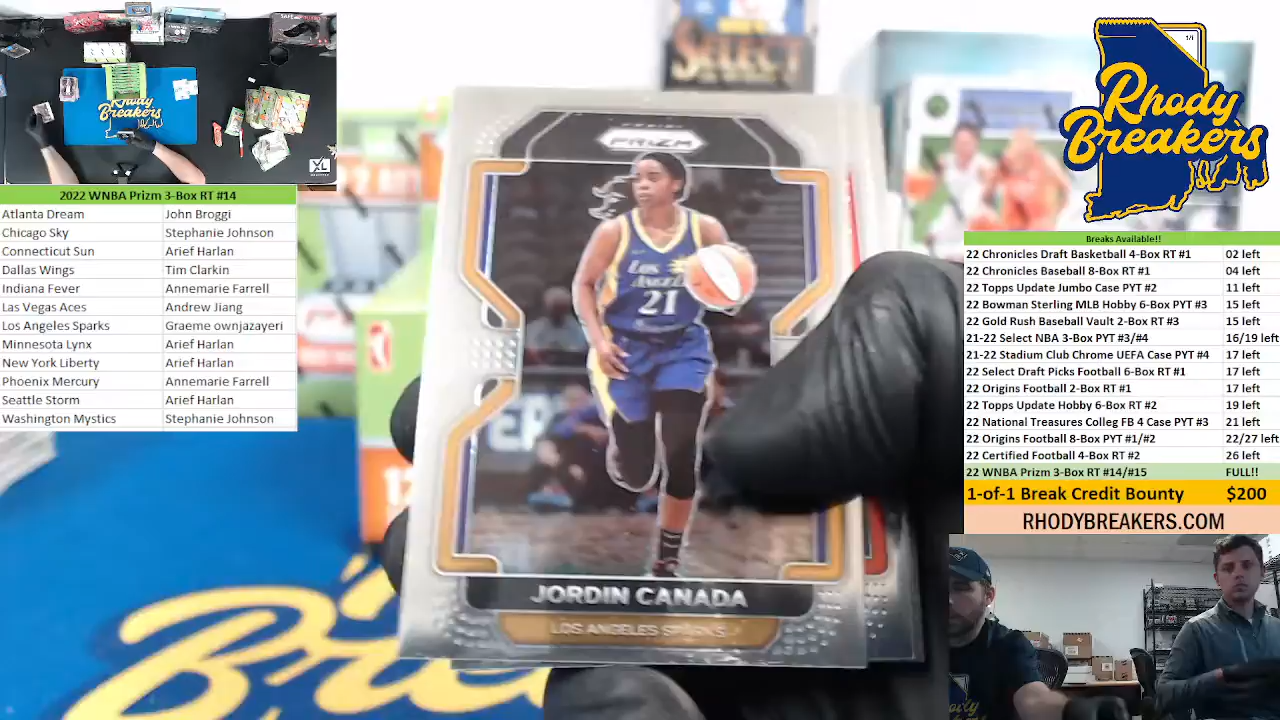 2022 WNBA Prizm 3-Box RT #14
Atlanta Dream John Broggi
Chicago Sky Stephanie Johnson
Connecticut Sun Arief Harlan
Dallas Wings Tim Clarkin
Indiana Fever Annemarie Farrell
Las Vegas Aces Andrew Jiang
Los Angeles Sparks Graeme ownjazayeri
Minnesota Lynx Arief Harlan
New York Liberty Arief Harlan
Phoenix Mercury Annemarie Farrell
Seattle Storm Arief Harlan
Washington Mystics Stephanie Johnson
Rhody
Breakers
XL
SELECT
PRIZM
LOS
ANGELES
21
JORDIN CANADA
LOS ANGELES SPARKS
1/1
Rhody
Breakers
Breaks Available!!
22 Chronicles Draft Basketball 4-Box RT #1 02 left
22 Chronicles Baseball 8-Box RT #1 04 left
22 Topps Update Jumbo Case PYT #2 11 left
22 Bowman Sterling MLB Hobby 6-Box PYT #3 15 left
22 Gold Rush Baseball Vault 2-Box RT #3 15 left
21-22 Select NBA 3-Box PYT #3/#4 16/19 left
21-22 Stadium Club Chrome UEFA Case PYT #4 17 left
22 Select Draft Picks Football 6-Box RT #1 17 left
22 Origins Football 2-Box RT #1 17 left
22 Topps Update Hobby 6-Box RT #2 19 left
22 National Treasures Colleg FB 4 Case PYT #3 21 left
22 Origins Football 8-Box PYT #1/#2 22/27 left
22 Certified Football 4-Box RT #2 26 left
22 WNBA Prizm 3-Box RT #14/#15 FULL!!
1-of-1 Break Credit Bounty $200
RHODYBREAKERS.COM